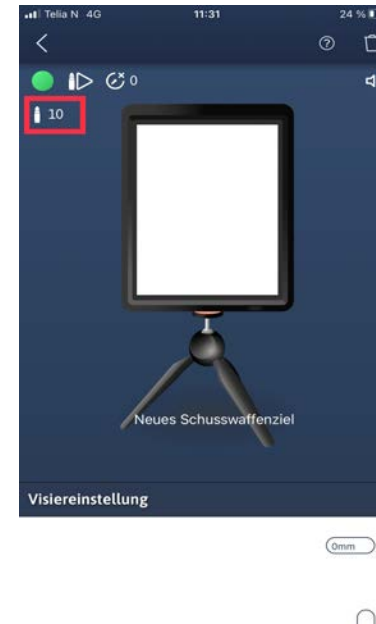 Telia N 4G 11:31 24 %
0
10
Neues Schusswaffenziel
Visiereinstellung
0mm